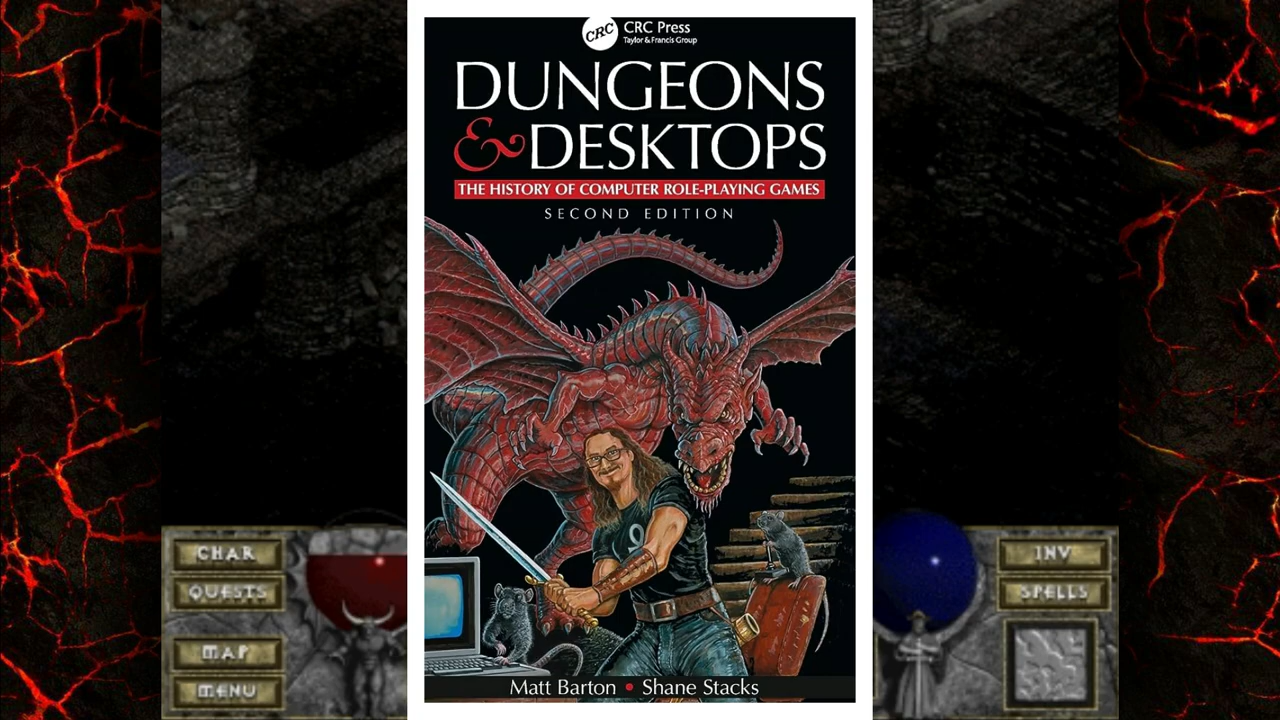 CRC
CRC Press
Taylor & Francis Group
DUNGEONS
& DESKTOPS
THE HISTORY OF COMPUTER ROLE-PLAYING GAMES
SECOND EDITION
CHAR
QUESTS
MAP
MENU
INV
SPELLS
Matt Barton • Shane Stacks